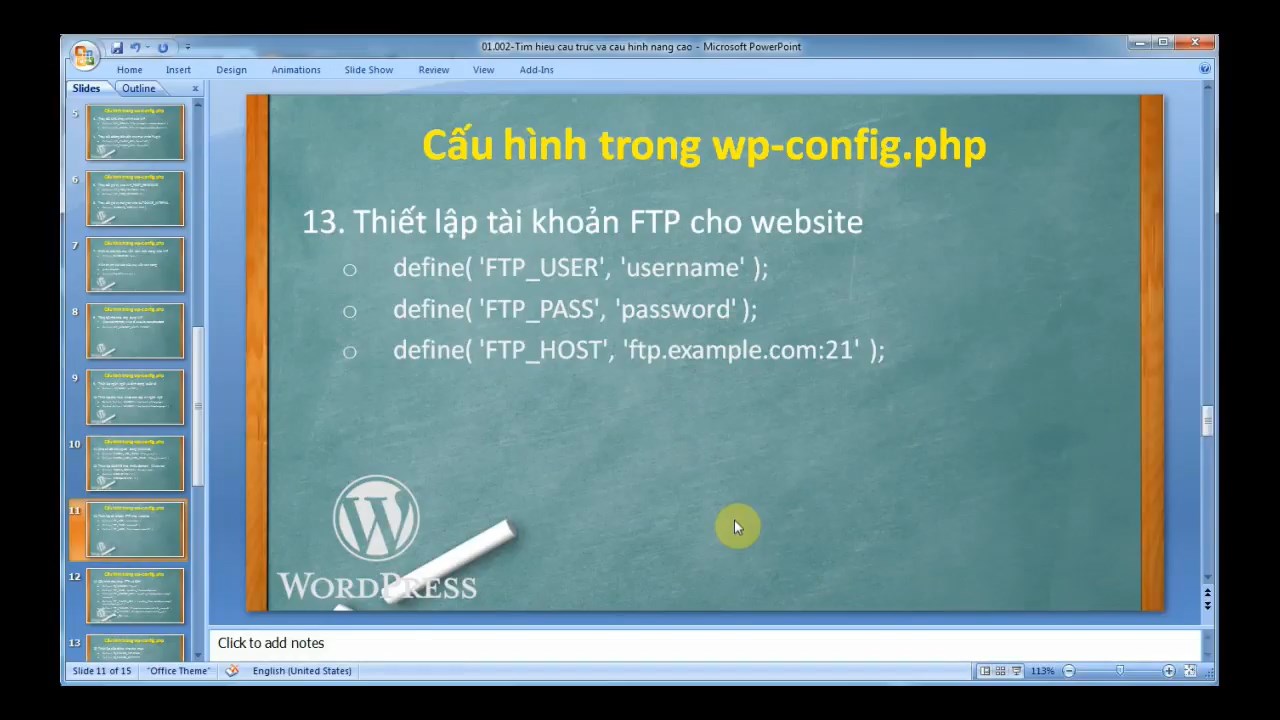 01.002-Tim hieu cau truc va cau hinh nang cao - Microsoft PowerPoint
Home Insert Design Animations Slide Show Review View Add-Ins
Slides Outline
5
6
7
8
9
10
11
12
13
Cấu hình trong wp-config.php
13. Thiết lập tài khoản FTP cho website
o define( 'FTP_USER', 'username' );
o define( 'FTP_PASS', 'password' );
o define( 'FTP_HOST', 'ftp.example.com:21' );
WORDPRESS
Click to add notes
Slide 11 of 15 "Office Theme" English (United States) 113%